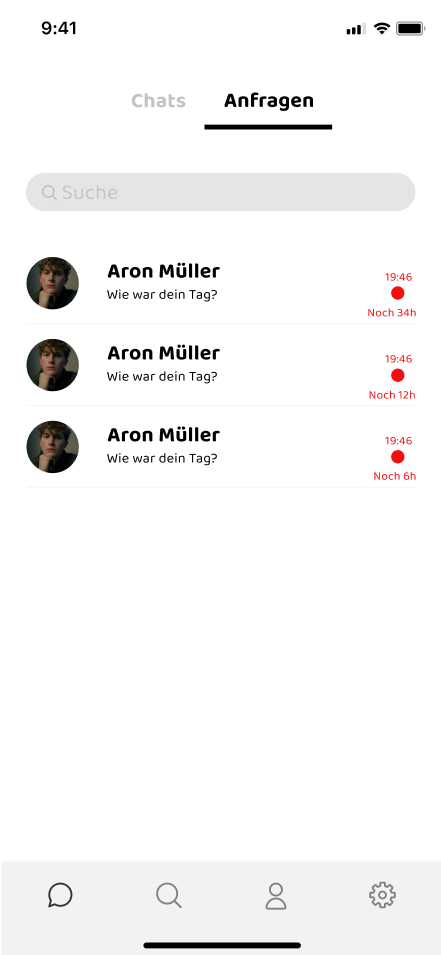 9:41
Chats Anfragen
Suche
Aron Müller
19:46
Wie war dein Tag?
Noch 34h
Aron Müller
19:46
Wie war dein Tag?
Noch 12h
Aron Müller
19:46
Wie war dein Tag?
Noch 6h